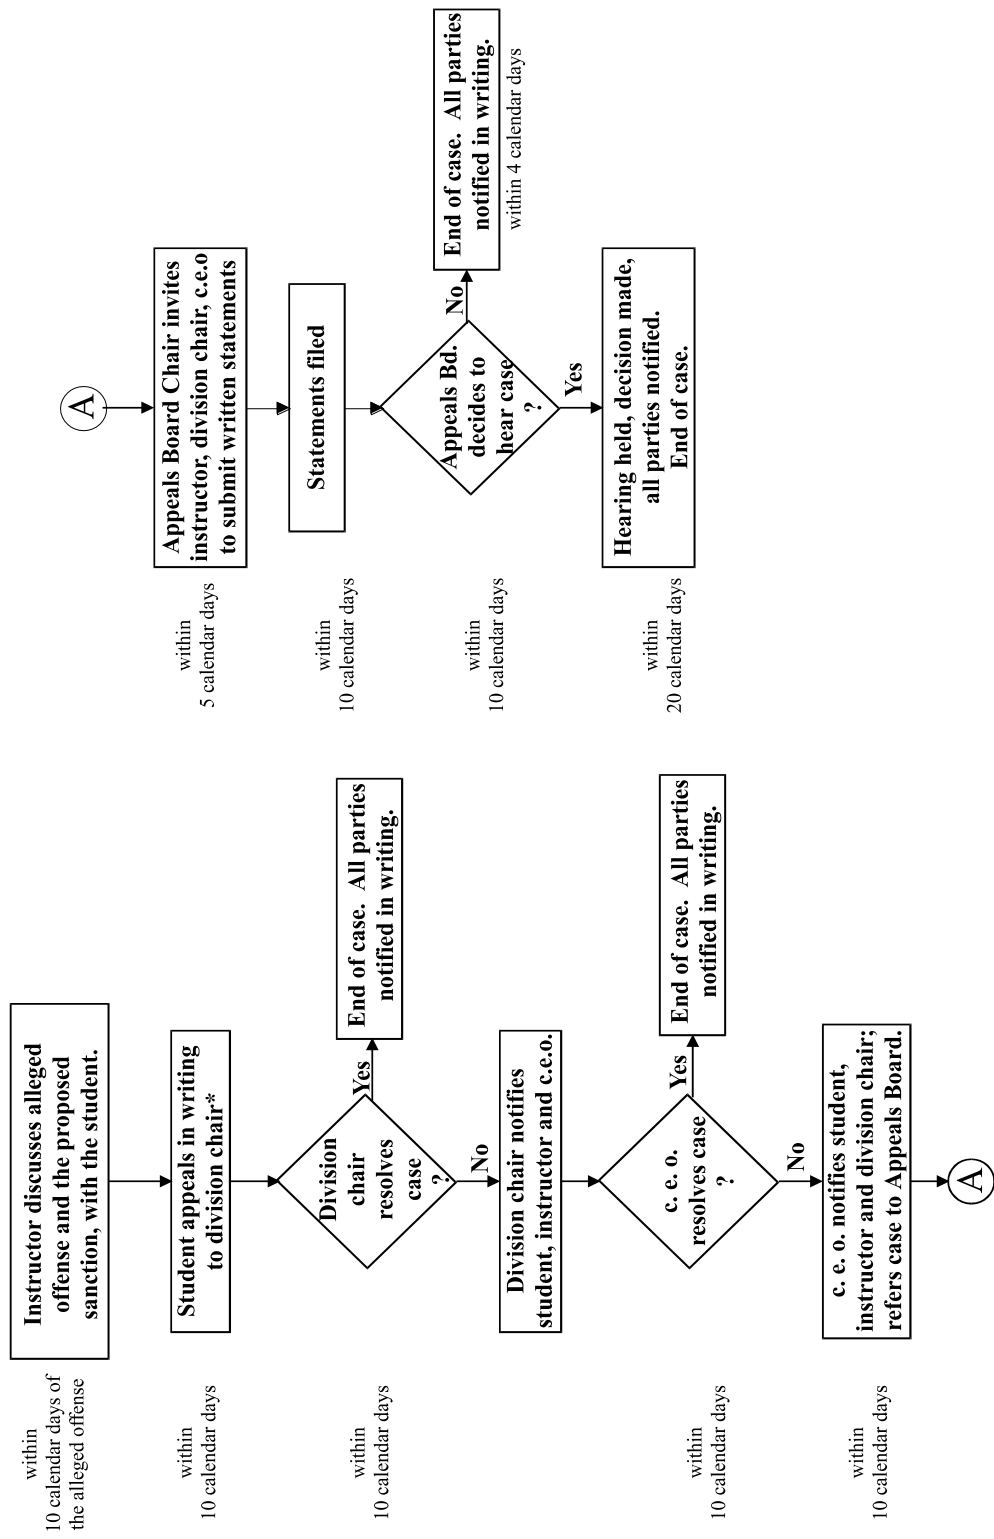 within
10 calendar days of
the alleged offense
Instructor discusses alleged
offense and the proposed
sanction, with the student.
within
10 calendar days
Student appeals in writing
to division chair*
within
10 calendar days
Division
chair
resolves
case
?
Yes
End of case.  All parties
notified in writing.
No
Division chair notifies
student, instructor and c.e.o.
within
10 calendar days
c. e. o.
resolves case
?
Yes
End of case.  All parties
notified in writing.
No
within
10 calendar days
c. e. o. notifies student,
instructor and division chair;
refers case to Appeals Board.
A
A
within
5 calendar days
Appeals Board Chair invites
instructor, division chair, c.e.o
to submit written statements
within
10 calendar days
Statements filed
within
10 calendar days
Appeals Bd.
decides to
hear case
?
No
End of case.  All parties
notified in writing.
within 4 calendar days
Yes
within
20 calendar days
Hearing held, decision made,
all parties notified.
End of case.